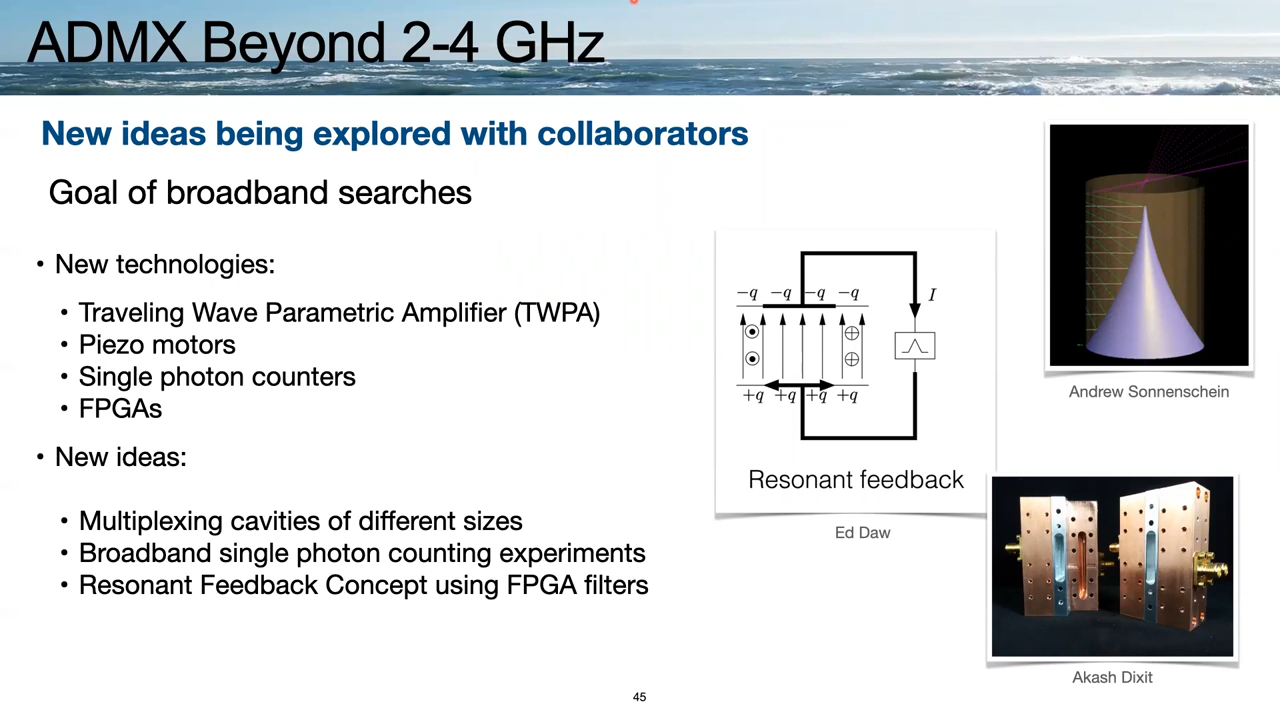 ADMX Beyond 2-4 GHz
New ideas being explored with collaborators
Goal of broadband searches
• New technologies:
• Traveling Wave Parametric Amplifier (TWPA)
• Piezo motors
• Single photon counters
• FPGAs
• New ideas:
• Multiplexing cavities of different sizes
• Broadband single photon counting experiments
• Resonant Feedback Concept using FPGA filters
−q −q −q −q
I
+q +q +q +q
Resonant feedback
Ed Daw
Andrew Sonnenschein
Akash Dixit
45